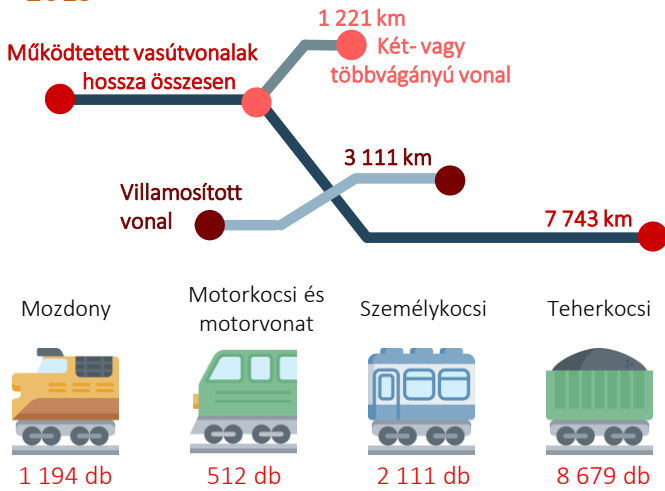 1 221 km
Működtetett vasútvonalak
hossza összesen
Két- vagy
többvágányú vonal
3 111 km
Villamosított
vonal
7 743 km
Mozdony
Motorkocsi és
motorvonat
Személykocsi
Teherkocsi
1 194 db
512 db
2 111 db
8 679 db